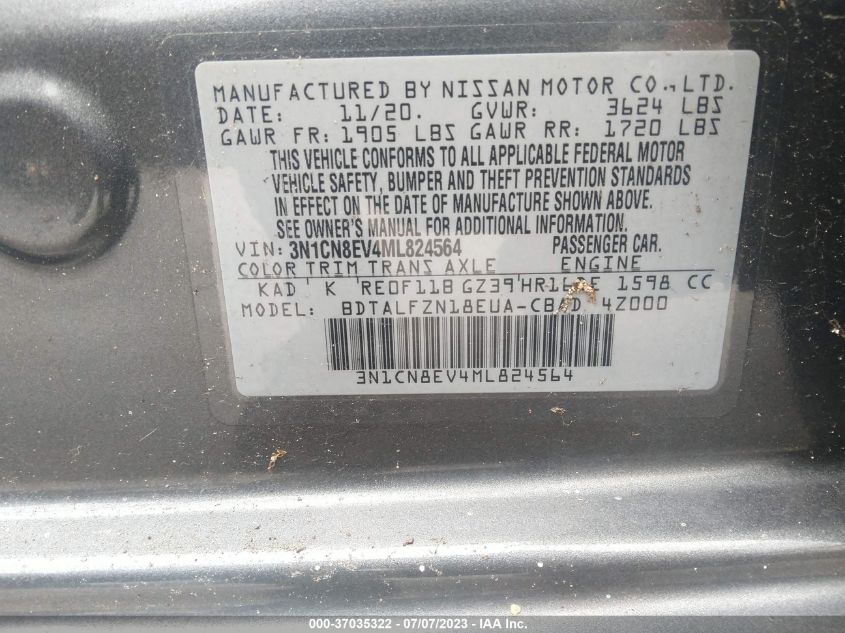 MANUFACTURED BY NISSAN MOTOR CO., LTD.
DATE: 11/20. GVWR: 3624 LBS
GAWR FR: 1905 LBS GAWR RR: 1720 LBS
THIS VEHICLE CONFORMS TO ALL APPLICABLE FEDERAL MOTOR
VEHICLE SAFETY, BUMPER AND THEFT PREVENTION STANDARDS
IN EFFECT ON THE DATE OF MANUFACTURE SHOWN ABOVE.
SEE OWNER'S MANUAL FOR ADDITIONAL INFORMATION.
VIN: 3N1CN8EV4ML824564 PASSENGER CAR.
COLOR TRIM TRANS AXLE ENGINE
KAD K RE0F11B GZ39 1598 CC
MODEL: 4Z000
3N1CN8EV4ML824564
000-37035322 - 07/07/2023 - IAA Inc.